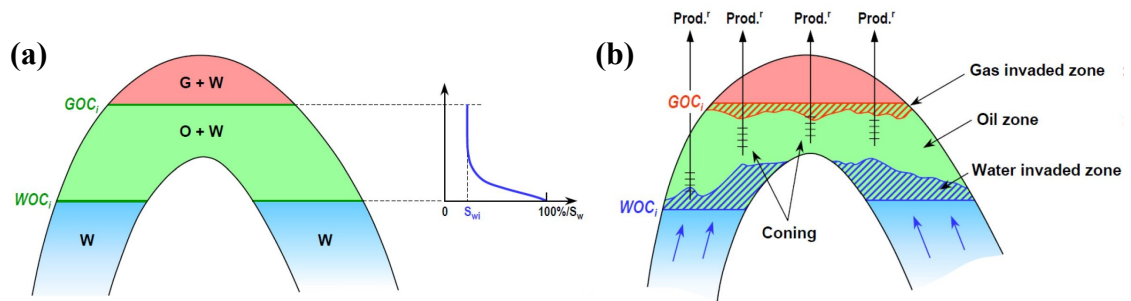 (a)
G + W
GOCi
O + W
WOCi
W
W
0
Swi
100%/Sw
(b)
Prod.r
Prod.r
Prod.r
Prod.r
Gas invaded zone
GOCi
Oil zone
Water invaded zone
WOCi
Coning